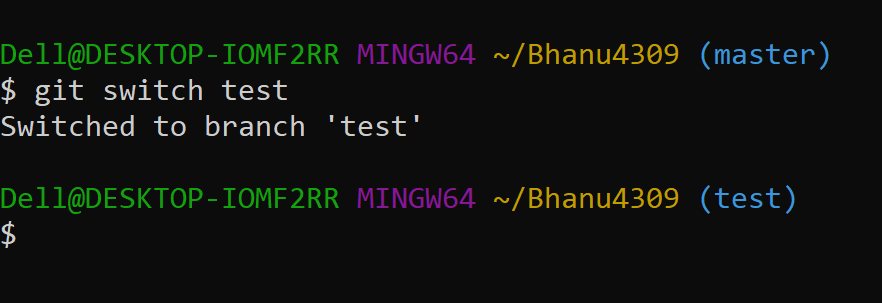 Dell@DESKTOP-IOMF2RR MINGW64 ~/Bhanu4309 (master)
$ git switch test
Switched to branch 'test'
Dell@DESKTOP-IOMF2RR MINGW64 ~/Bhanu4309 (test)
$